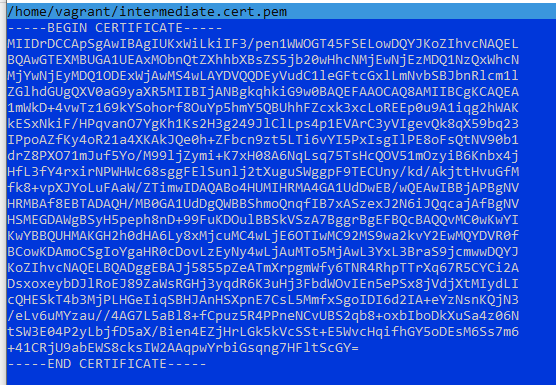 /home/vagrant/intermediate.cert.pem
-----BEGIN CERTIFICATE-----
MIIDrDCCApSgAwIBAgIUKxWiLkiIF3/pen1WWOGT45FSELowDQYJKoZIhvcNAQEL
BQAwGTEXMBUGA1UEAxMObnQtZXhhbXBsZS5jb20wHhcNMjEwNjEzMDQ1NzQxWhcN
MjYwNjEyMDQ1ODExWjAwMS4wLAYDVQQDEyVudC1leGFtcGxlLmNvbSBJbnRlcm1l
ZGlhdGUgQXV0aG9yaXR5MIIBIjANBgkqhkiG9w0BAQEFAAOCAQ8AMIIBCgKCAQEA
1mWkD+4vwTz169kYSohorf8OuYp5hmY5QBUhhFZcxk3xcLoREEp0u9A1iqg2hWAK
kESxNkiF/HPqvanO7YgKh1Ks2H3g249JlClLps4p1EVArC3yVIgevQk8qX59bq23
IPpoAZfKy4oR21a4XKAkJQe0h+ZFbcn9zt5LTi6vYI5PxIsgIlPE8oFsQtNV90b1
drZ8PXO71mJuf5Yo/M99ljZymi+K7xH08A6NqLsq75TsHcQOV51mOzyiB6Knbx4j
HfL3fY4rxirNPWHWc68sggFElSunlj2tXuguSWggpF9TECUny/kd/AkjttHvuGfM
fk8+vpXJYoLuFAaW/ZTimwIDAQABo4HUMIHRMA4GA1UdDwEB/wQEAwIBBjAPBgNV
HRMBAf8EBTADAQH/MB0GA1UdDgQWBBShmoQnqfIB7xASzexJ2N6iJQqcajAfBgNV
HSMEGDAWgBSyH5peph8nD+99FuKDOulBBSkVSzA7BggrBgEFBQcBAQQvMC0wKwYI
KwYBBQUHMAKGH2h0dHA6Ly8xMjcuMC4wLjE6OTIwMC92MS9wa2kvY2EwMQYDVR0f
BCowKDAmoCSgIoYgaHR0cDovLzEyNy4wLjAuMTo5MjAwL3YxL3BraS9jcmwwDQYJ
KoZIhvcNAQELBQADggEBAJj5855pZeATmXrpgmWfy6TNR4RhpTTrXq67R5CYCi2A
DsxoxeybDJlRoEJ89ZaWsRGHj3yqdR6K3uHj3FbdWOvIEn5ePSx8jVdjXtMIydLI
cQHESkT4b3MjPLHGeIiqSBHJAnHSXpnE7CsL5MmfxSgoIDI6d2IA+eYzNsnKQjN3
/eLv6uMYzau//4AG7L5aBl8+fCpuz5R4PPneNCvUBS2qb8+oxbIboDkXuSa4z06N
tSW3E04P2yLbjfD5aX/Bien4EZjHrLGk5kVcSSt+E5WvcHqifhGY5oDEsM6Ss7m6
+41CRjU9abEWS8cksIW2AAqpwYrbiGsqng7HFltScGY=
-----END CERTIFICATE-----